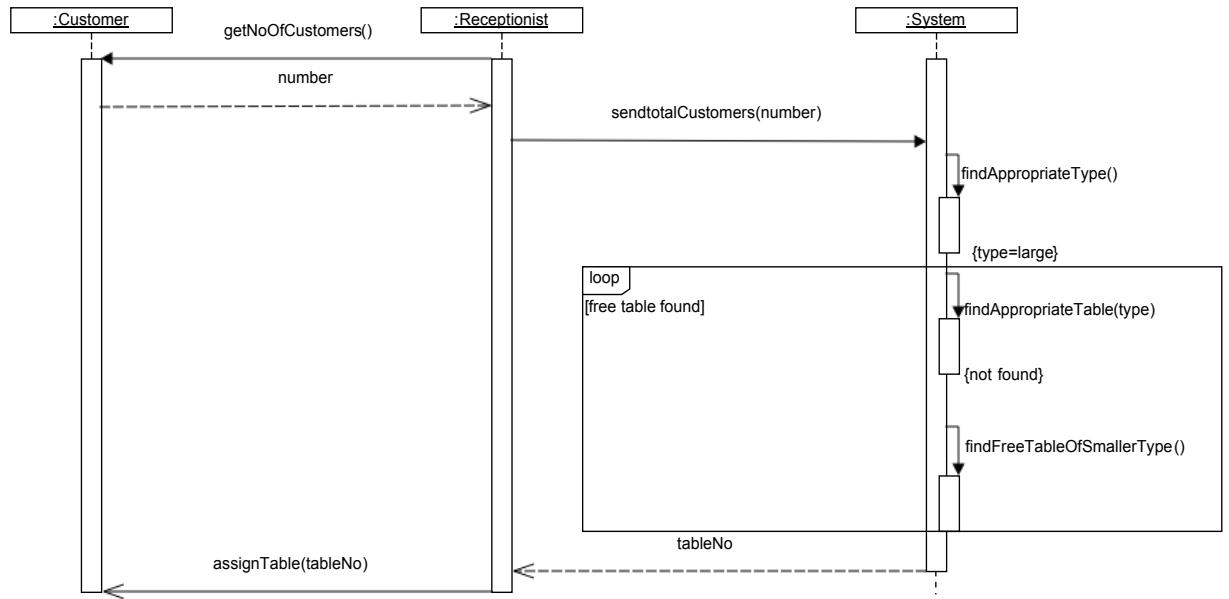 :Customer
:Receptionist
:System
getNoOfCustomers()
number
sendtotalCustomers(number)
findAppropriateType()
{type=large}
loop
[free table found]
findAppropriateTable(type)
{not found}
findFreeTableOfSmallerType()
tableNo
assignTable(tableNo)